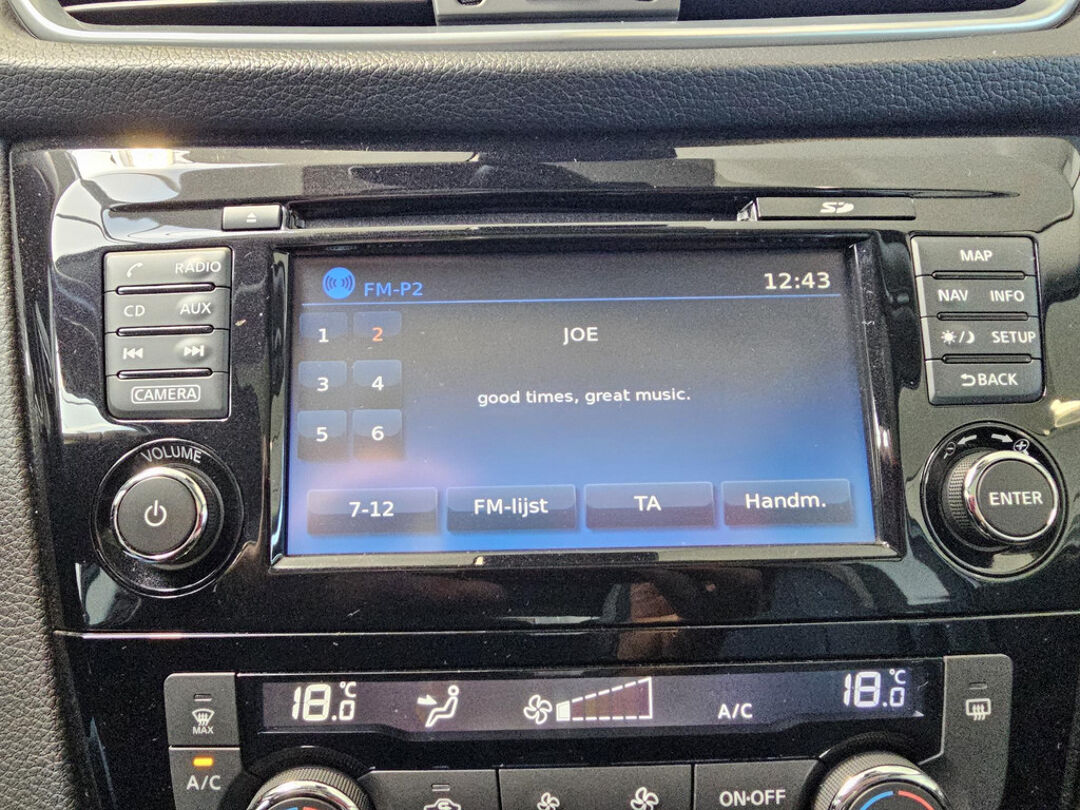 SD
RADIO
CD AUX
CAMERA
VOLUME
FM-P2 12:43
1 2
3 4
5 6
JOE
good times, great music.
7-12 FM-lijst TA Handm.
MAP
NAV INFO
SETUP
BACK
ENTER
18.0°C A/C 18.0°C
MAX
A/C
ON·OFF